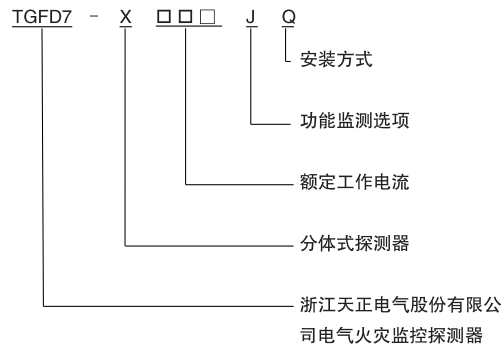 TGFD7 - X □□□ J Q
安装方式
功能监测选项
额定工作电流
分体式探测器
浙江天正电气股份有限公
司电气火灾监控探测器